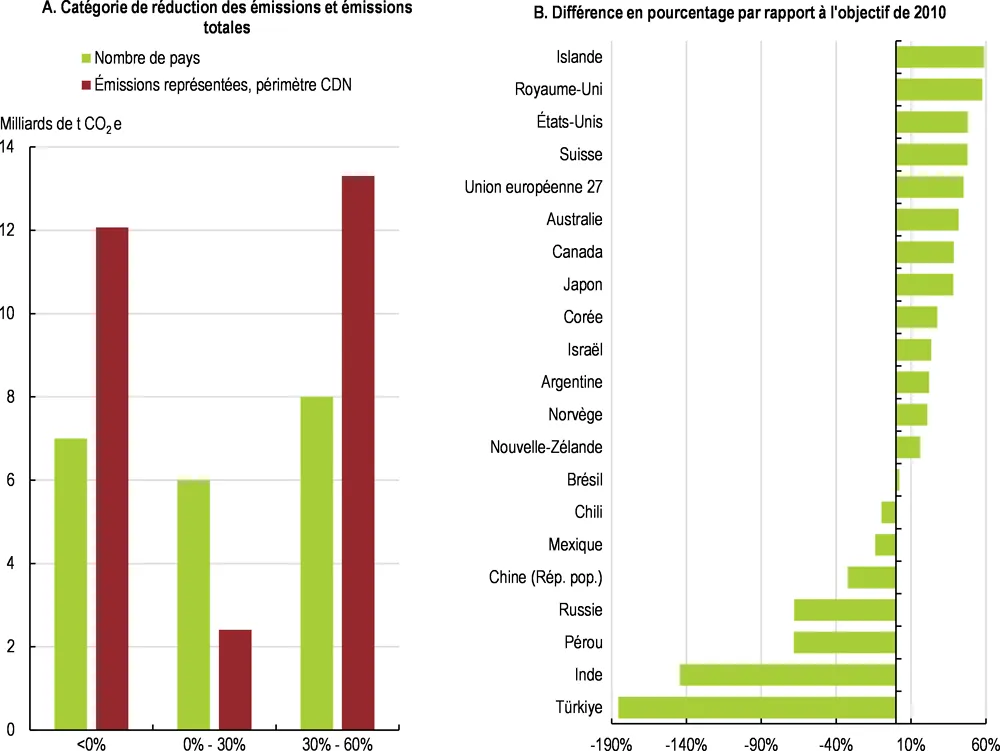 A. Catégorie de réduction des émissions et émissions
totales
Nombre de pays
Émissions représentées, périmètre CDN
Milliards de t CO₂e
14
12
10
8
6
4
2
0
<0%
0% - 30%
30% - 60%
B. Différence en pourcentage par rapport à l'objectif de 2010
Islande
Royaume-Uni
États-Unis
Suisse
Union européenne 27
Australie
Canada
Japon
Corée
Israël
Argentine
Norvège
Nouvelle-Zélande
Brésil
Chili
Mexique
Chine (Rép. pop.)
Russie
Pérou
Inde
Türkiye
-190%
-140%
-90%
-40%
10%
60%